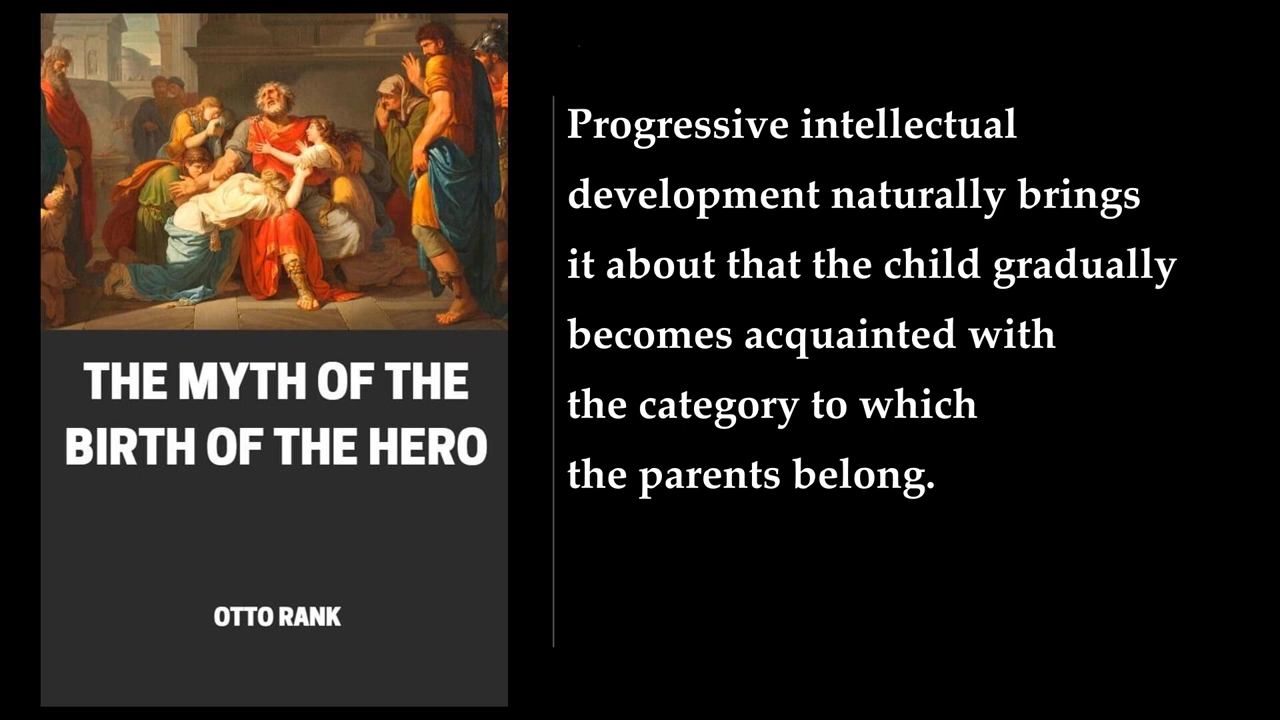 THE MYTH OF THE
BIRTH OF THE HERO
OTTO RANK
Progressive intellectual
development naturally brings
it about that the child gradually
becomes acquainted with
the category to which
the parents belong.